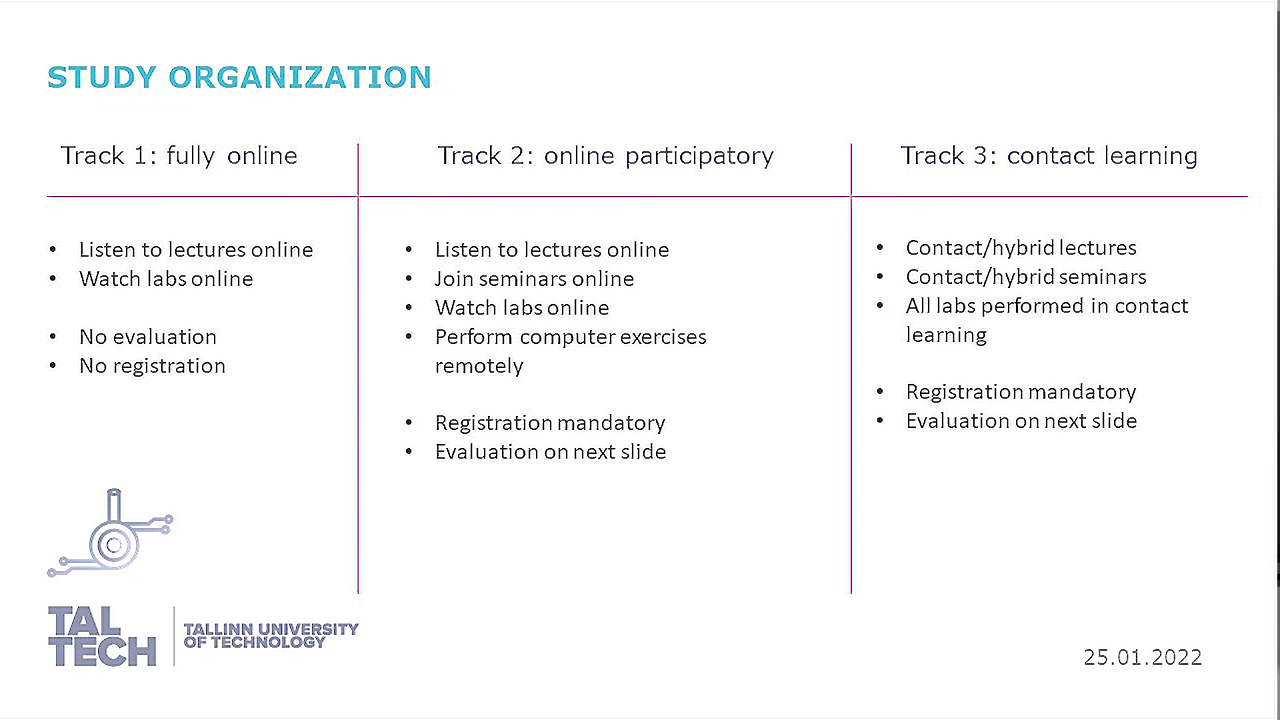 STUDY ORGANIZATION
Track 1: fully online
• Listen to lectures online
• Watch labs online
• No evaluation
• No registration
Track 2: online participatory
• Listen to lectures online
• Join seminars online
• Watch labs online
• Perform computer exercises
remotely
• Registration mandatory
• Evaluation on next slide
Track 3: contact learning
• Contact/hybrid lectures
• Contact/hybrid seminars
• All labs performed in contact
learning
• Registration mandatory
• Evaluation on next slide
TAL
TECH
TALLINN UNIVERSITY
OF TECHNOLOGY
25.01.2022